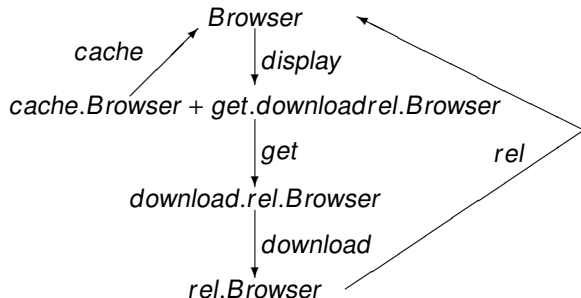 Browser
cache
display
cache.Browser + get.downloadrel.Browser
get
rel
download.rel.Browser
download
rel.Browser